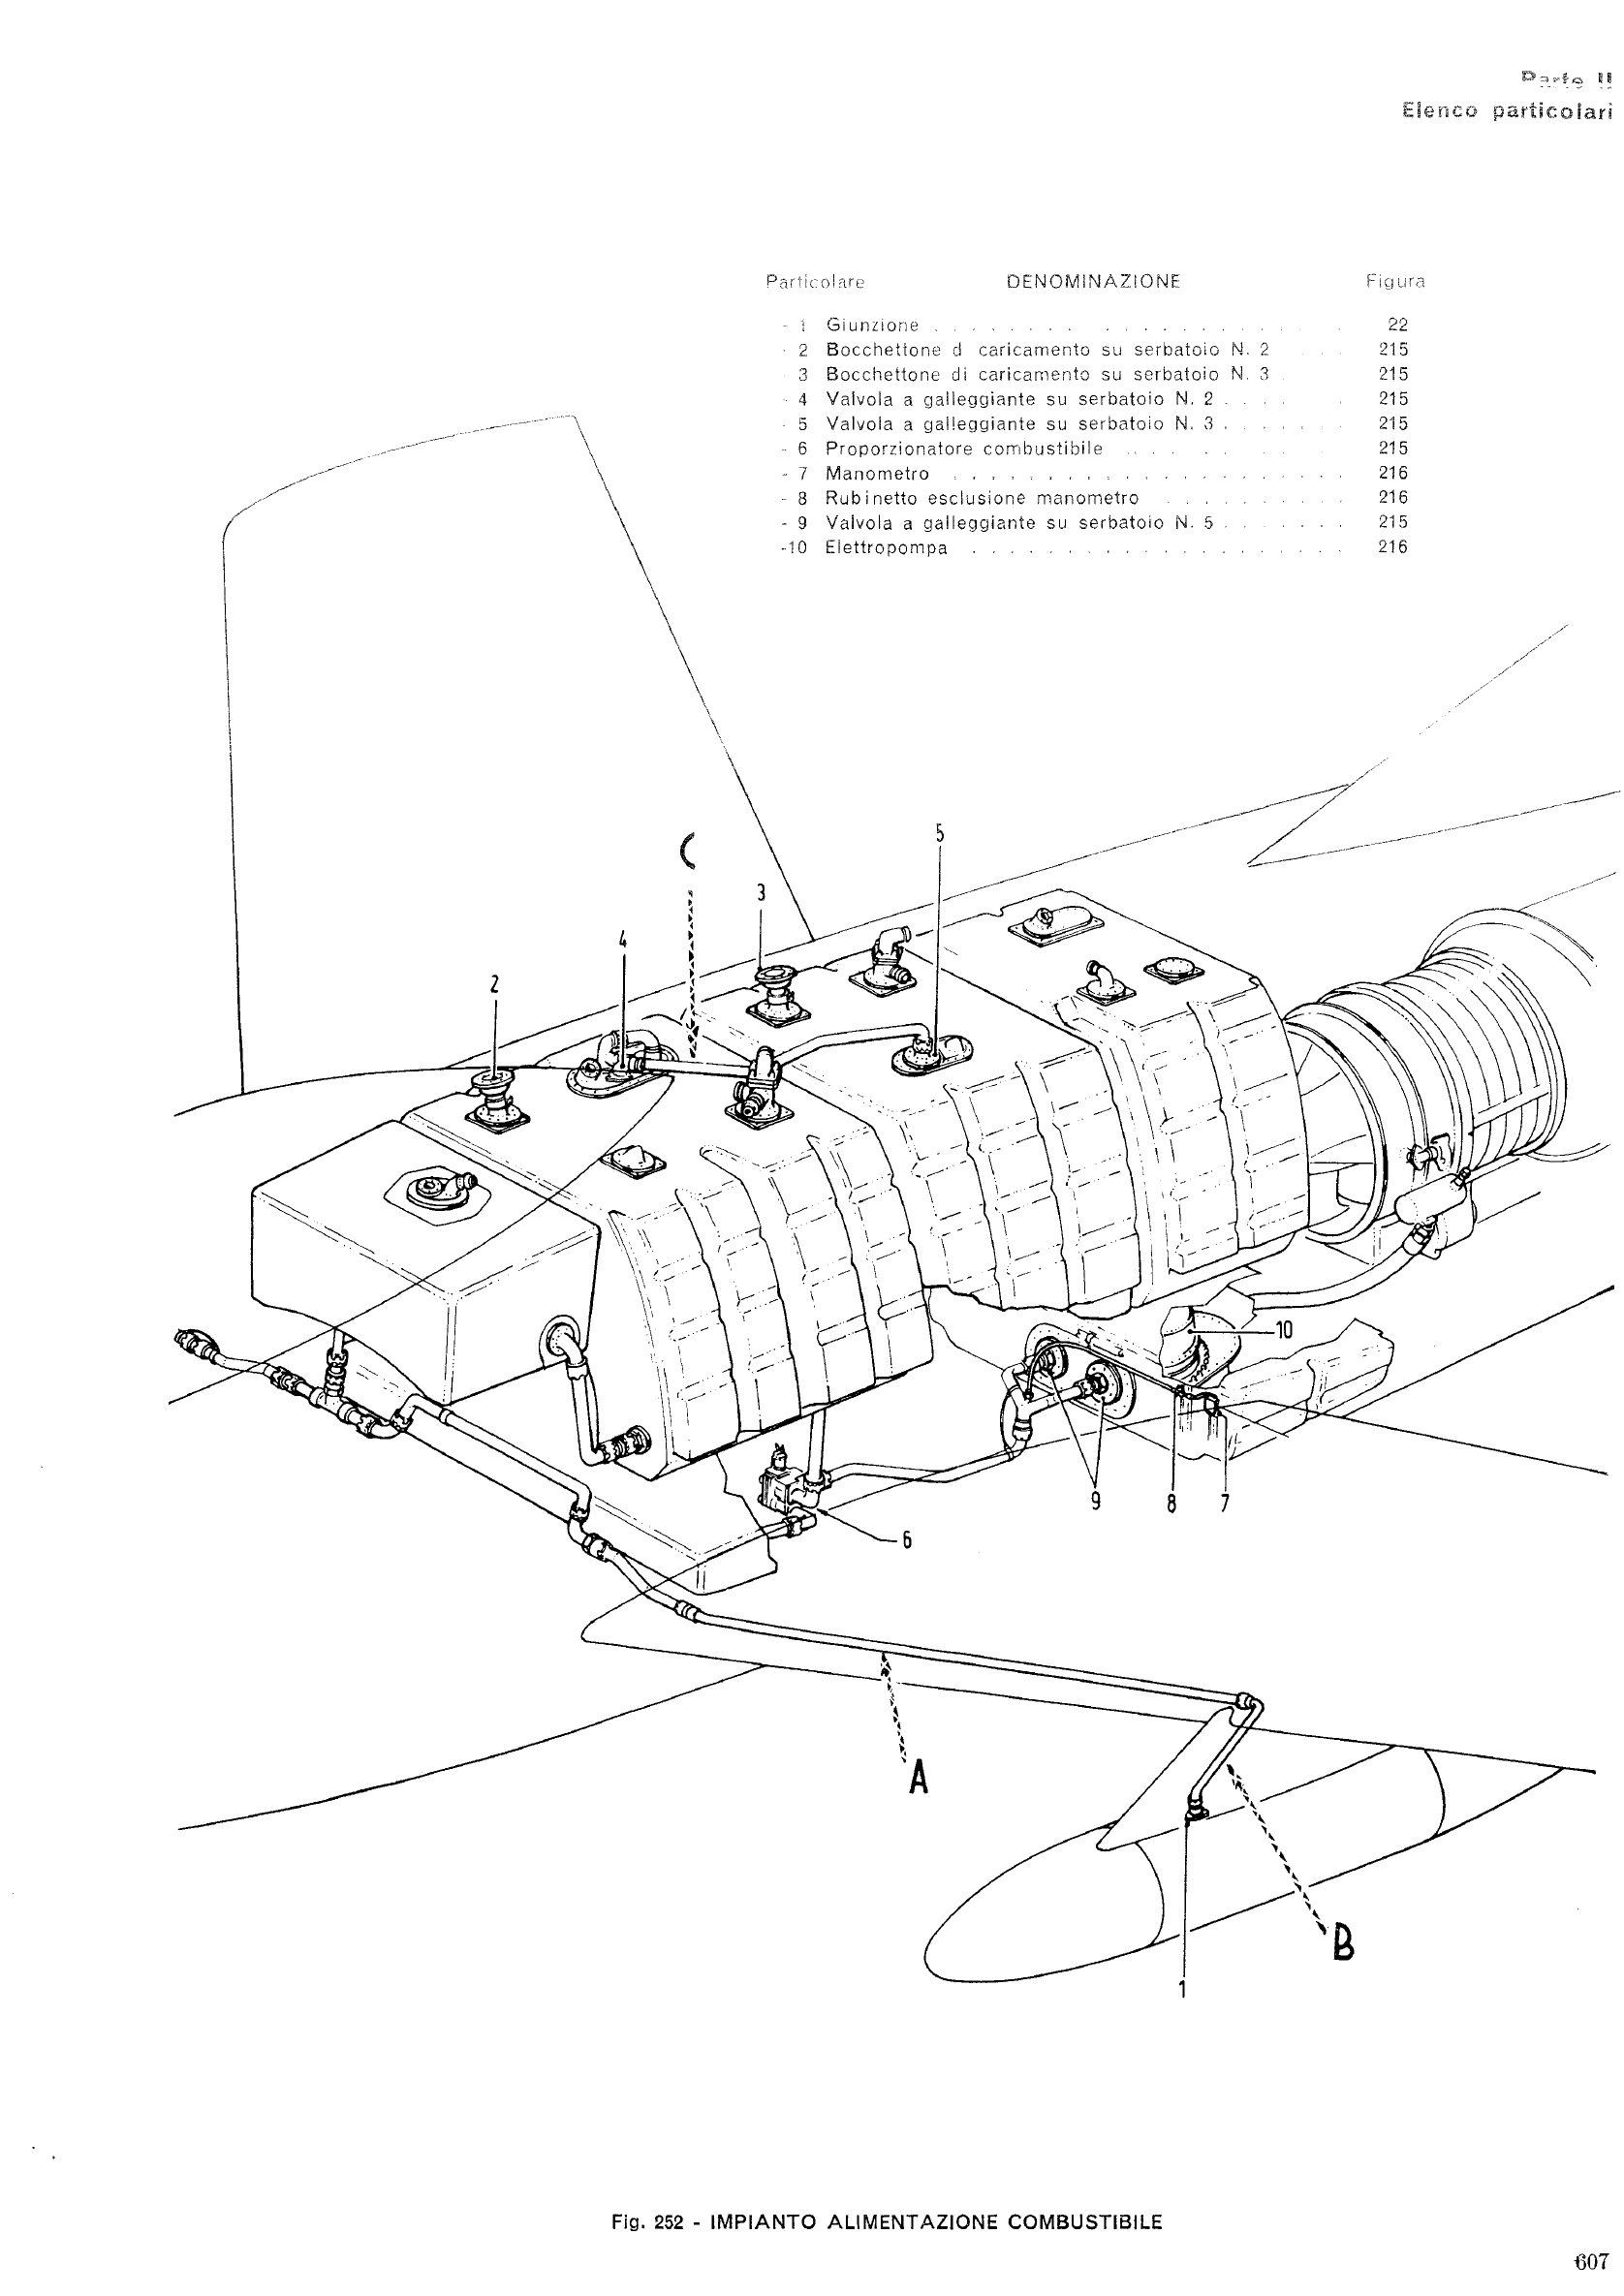 Parte II
Elenco particolari
Particolare DENOMINAZIONE Figura
- 1 Giunzione . . . . . . . . . . . . . . . . . . . . 22
- 2 Bocchettone d caricamento su serbatoio N. 2 . . . 215
3 Bocchettone di caricamento su serbatoio N. 3 . 215
- 4 Valvola a galleggiante su serbatoio N. 2 . . . . . 215
- 5 Valvola a galleggiante su serbatoio N. 3 . . . . . . . 215
- 6 Proporzionatore combustibile . . . . . . . 215
- 7 Manometro . . . . . . . . . . . . . . . . . . . . . 216
- 8 Rubinetto esclusione manometro . . . . . . . . . . 216
- 9 Valvola a galleggiante su serbatoio N. 5 . . . . . . . 215
-10 Elettropompa . . . . . . . . . . . . . . . . . . . . 216
5
C
3
4
2
10
9
8
7
6
A
B
1
Fig. 252 - IMPIANTO ALIMENTAZIONE COMBUSTIBILE
607